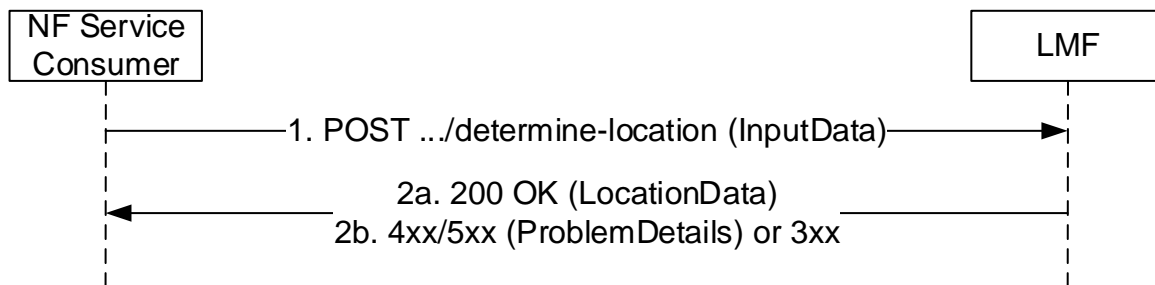 NF Service
Consumer
LMF
1. POST .../determine-location (InputData)
2a. 200 OK (LocationData)
2b. 4xx/5xx (ProblemDetails) or 3xx